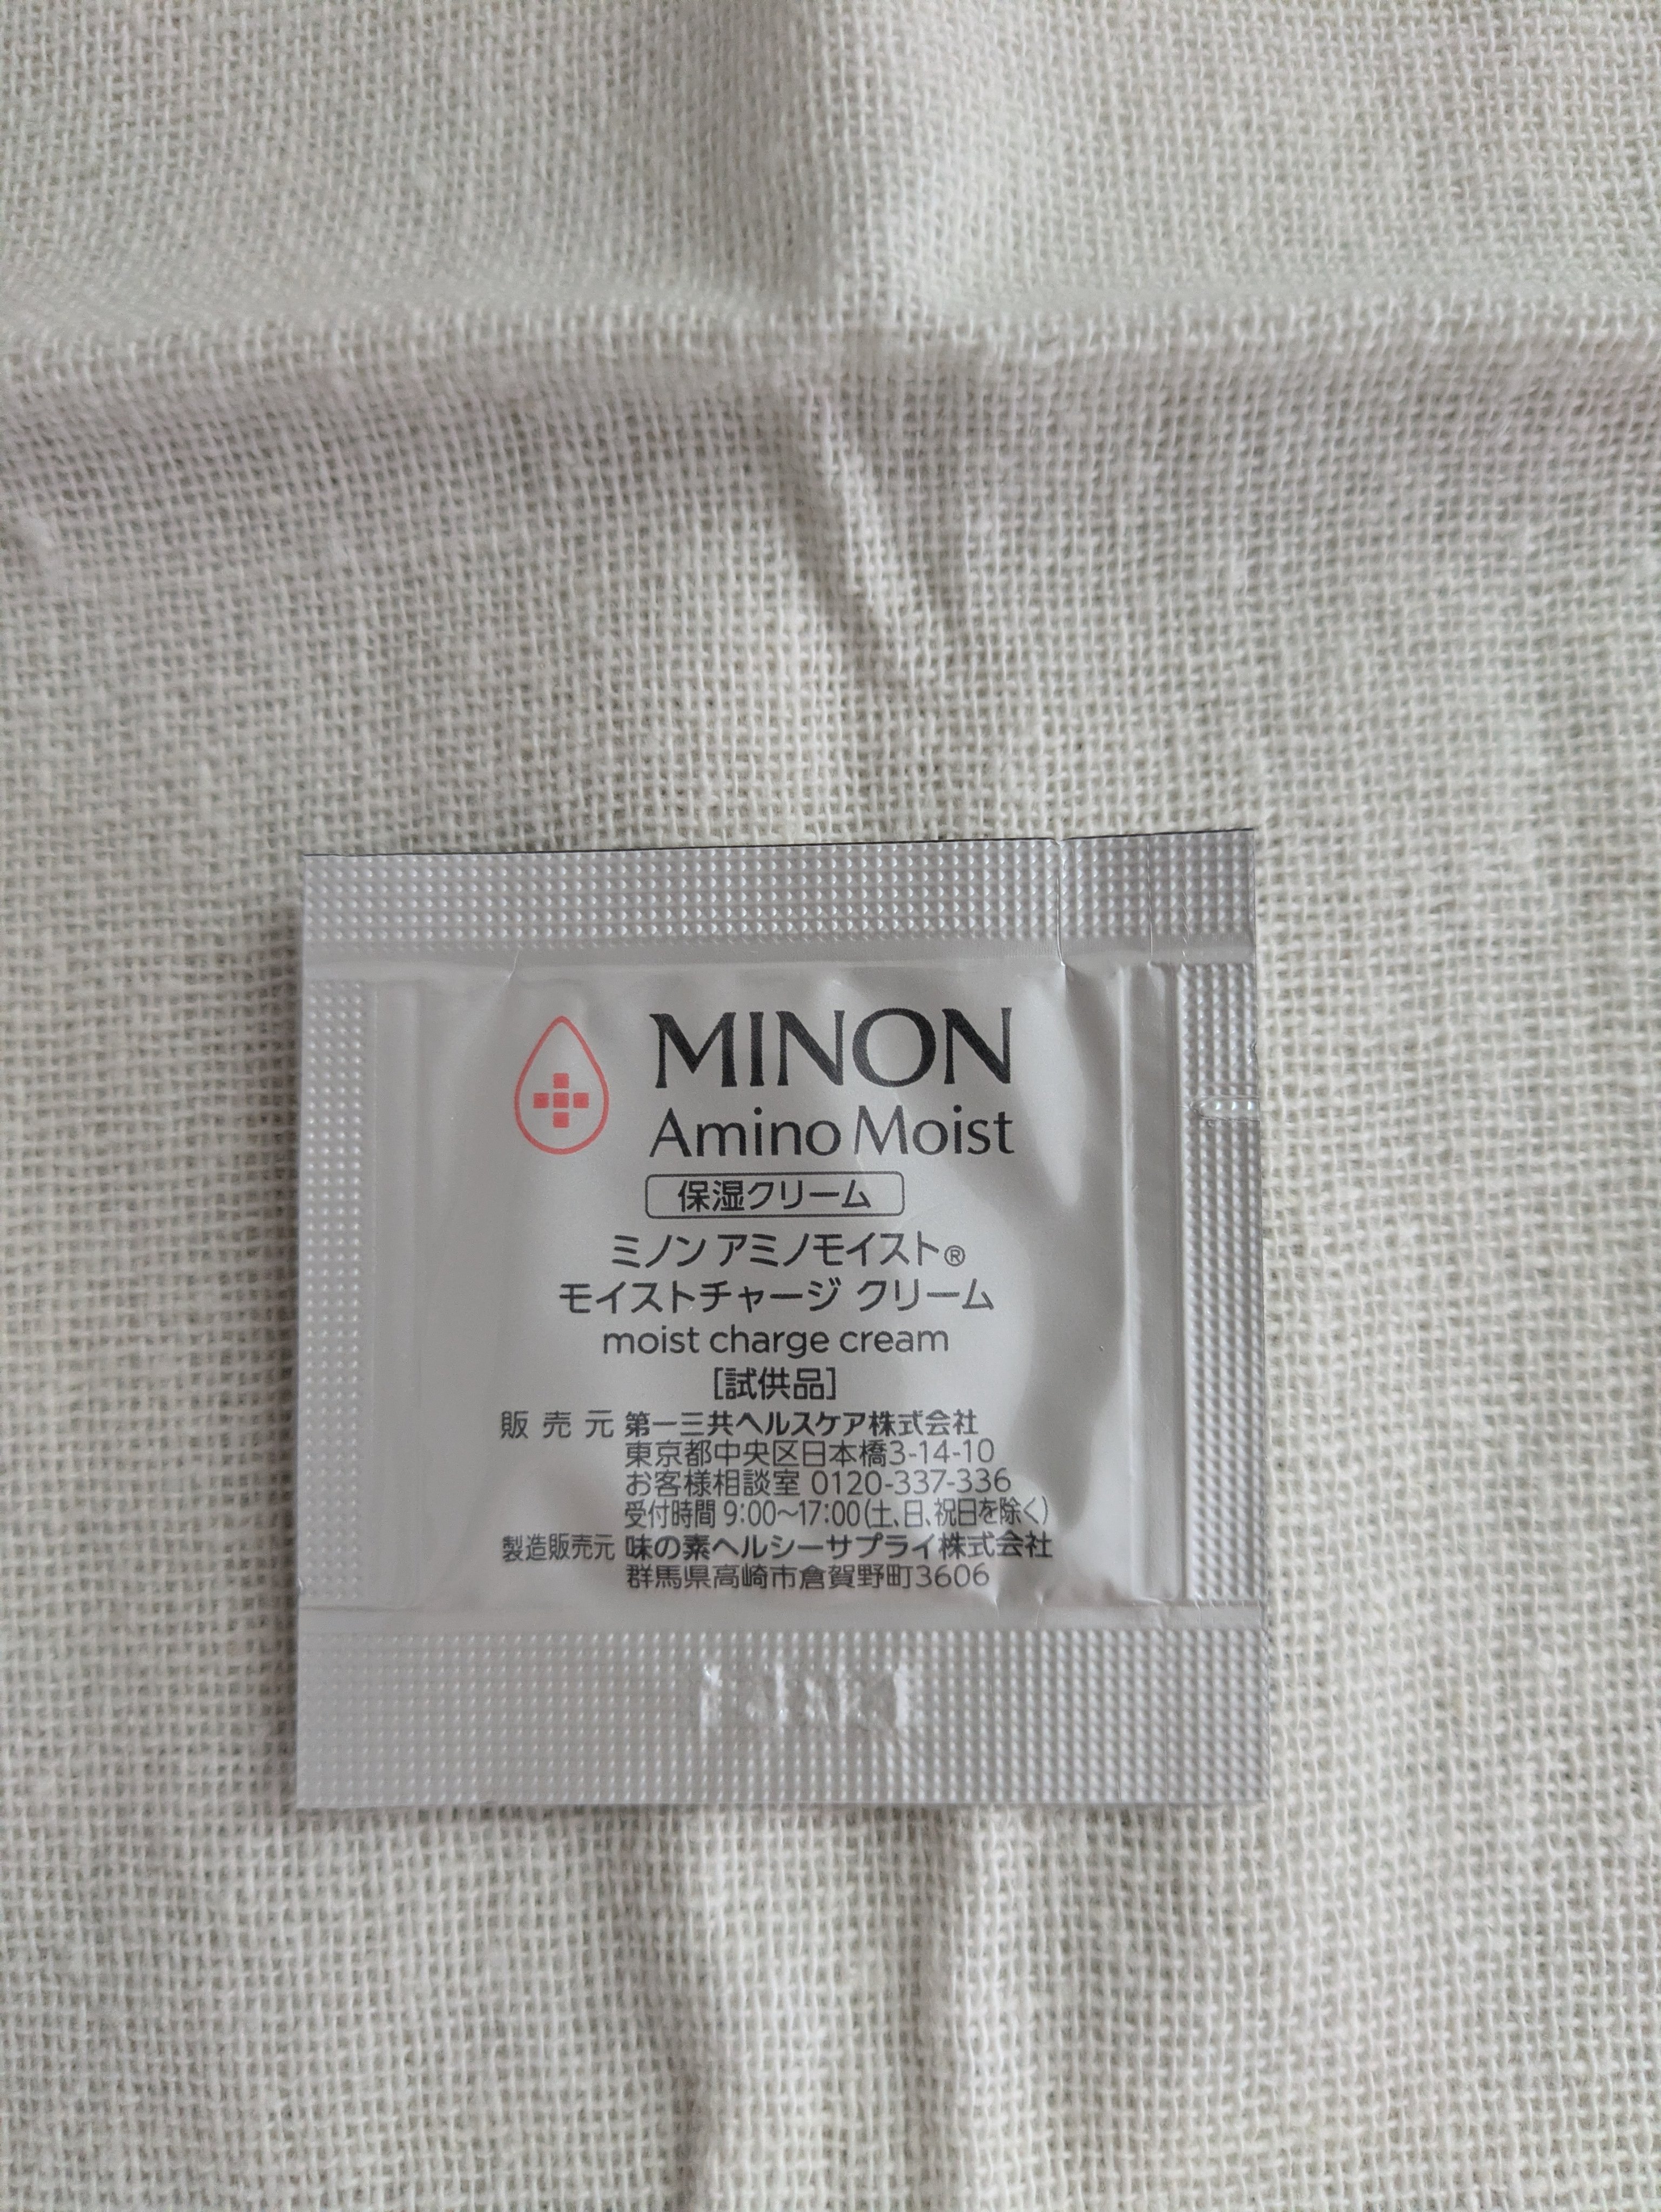 MINON
Amino Moist
保湿クリーム
ミノン アミノモイスト®
モイストチャージ クリーム
moist charge cream
[試供品]
販売元 第一三共ヘルスケア株式会社
東京都中央区日本橋3-14-10
お客様相談室 0120-337-336
受付時間 9:00～17:00(土、日、祝日を除く)
製造販売元 味の素ヘルシーサプライ株式会社
群馬県高崎市倉賀野町3606